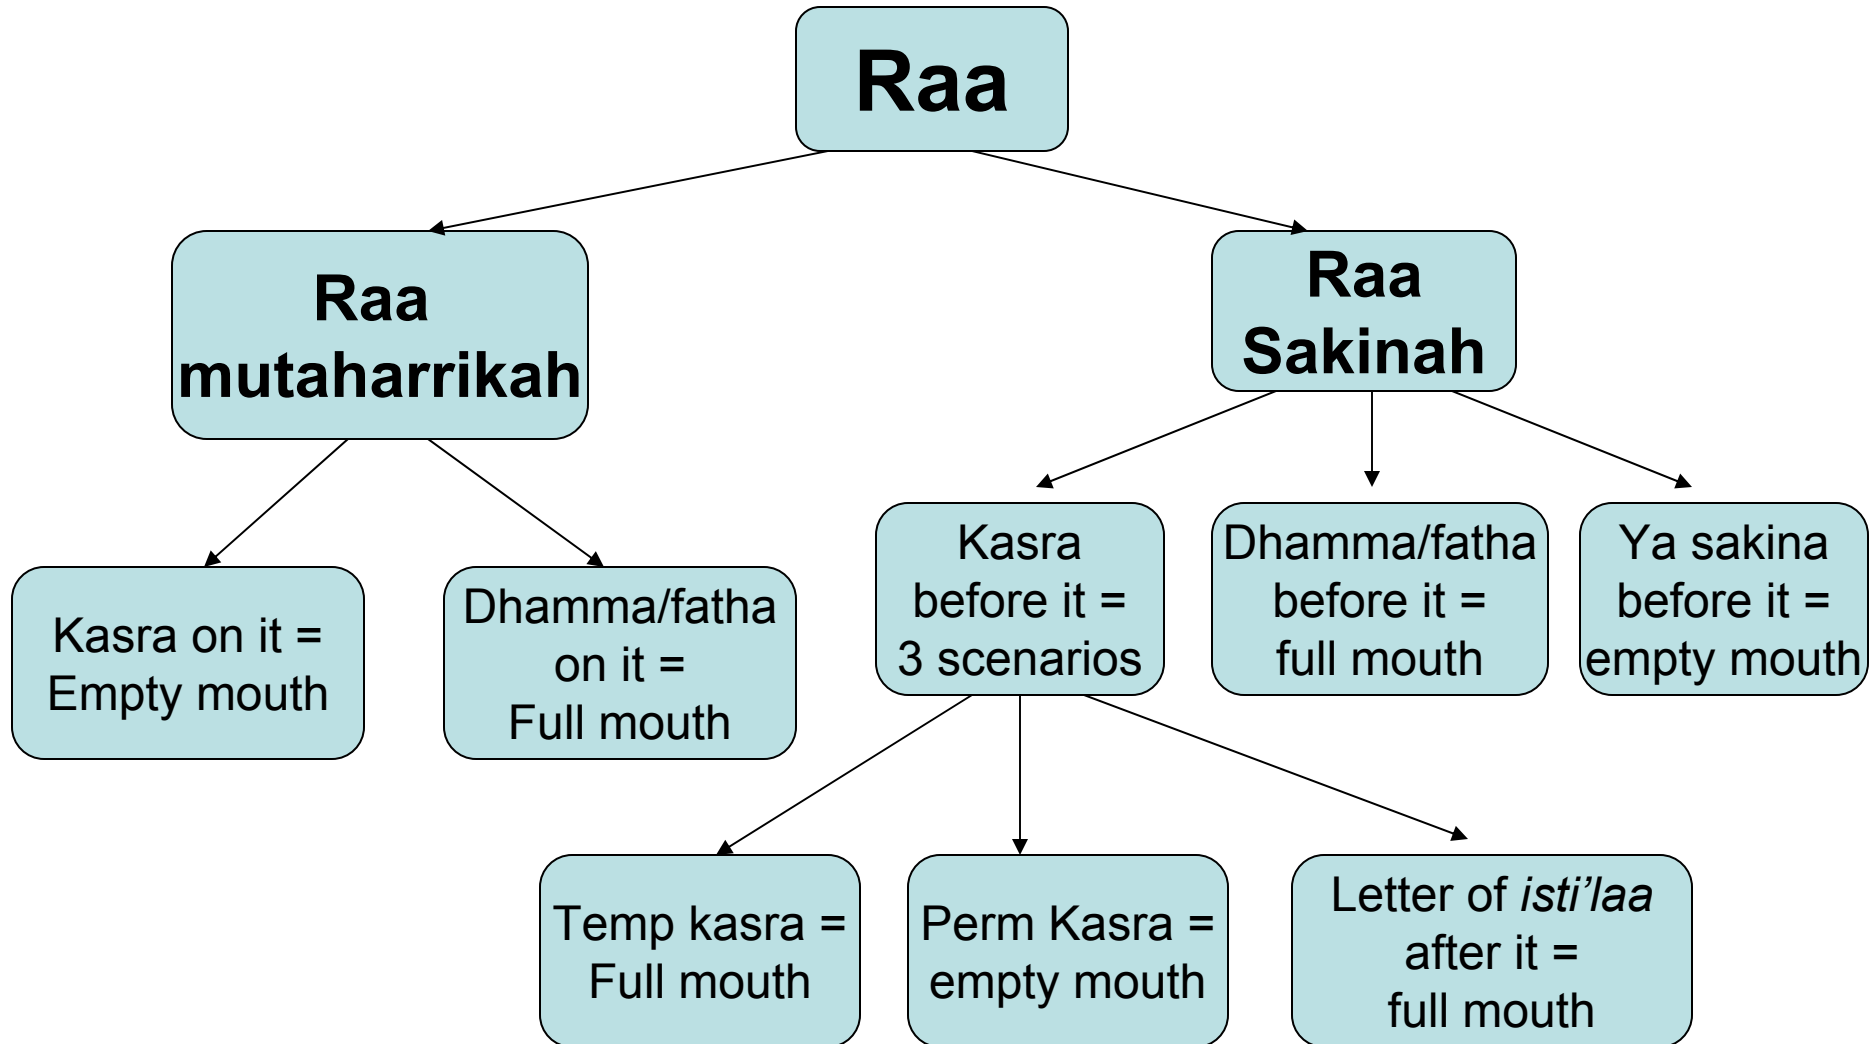 Raa
Raa
mutaharrikah
Raa
Sakinah
Kasra on it =
Empty mouth
Dhamma/fatha
on it =
Full mouth
Kasra
before it =
3 scenarios
Dhamma/fatha
before it =
full mouth
Ya sakina
before it =
empty mouth
Temp kasra =
Full mouth
Perm Kasra =
empty mouth
Letter of isti’laa
after it =
full mouth